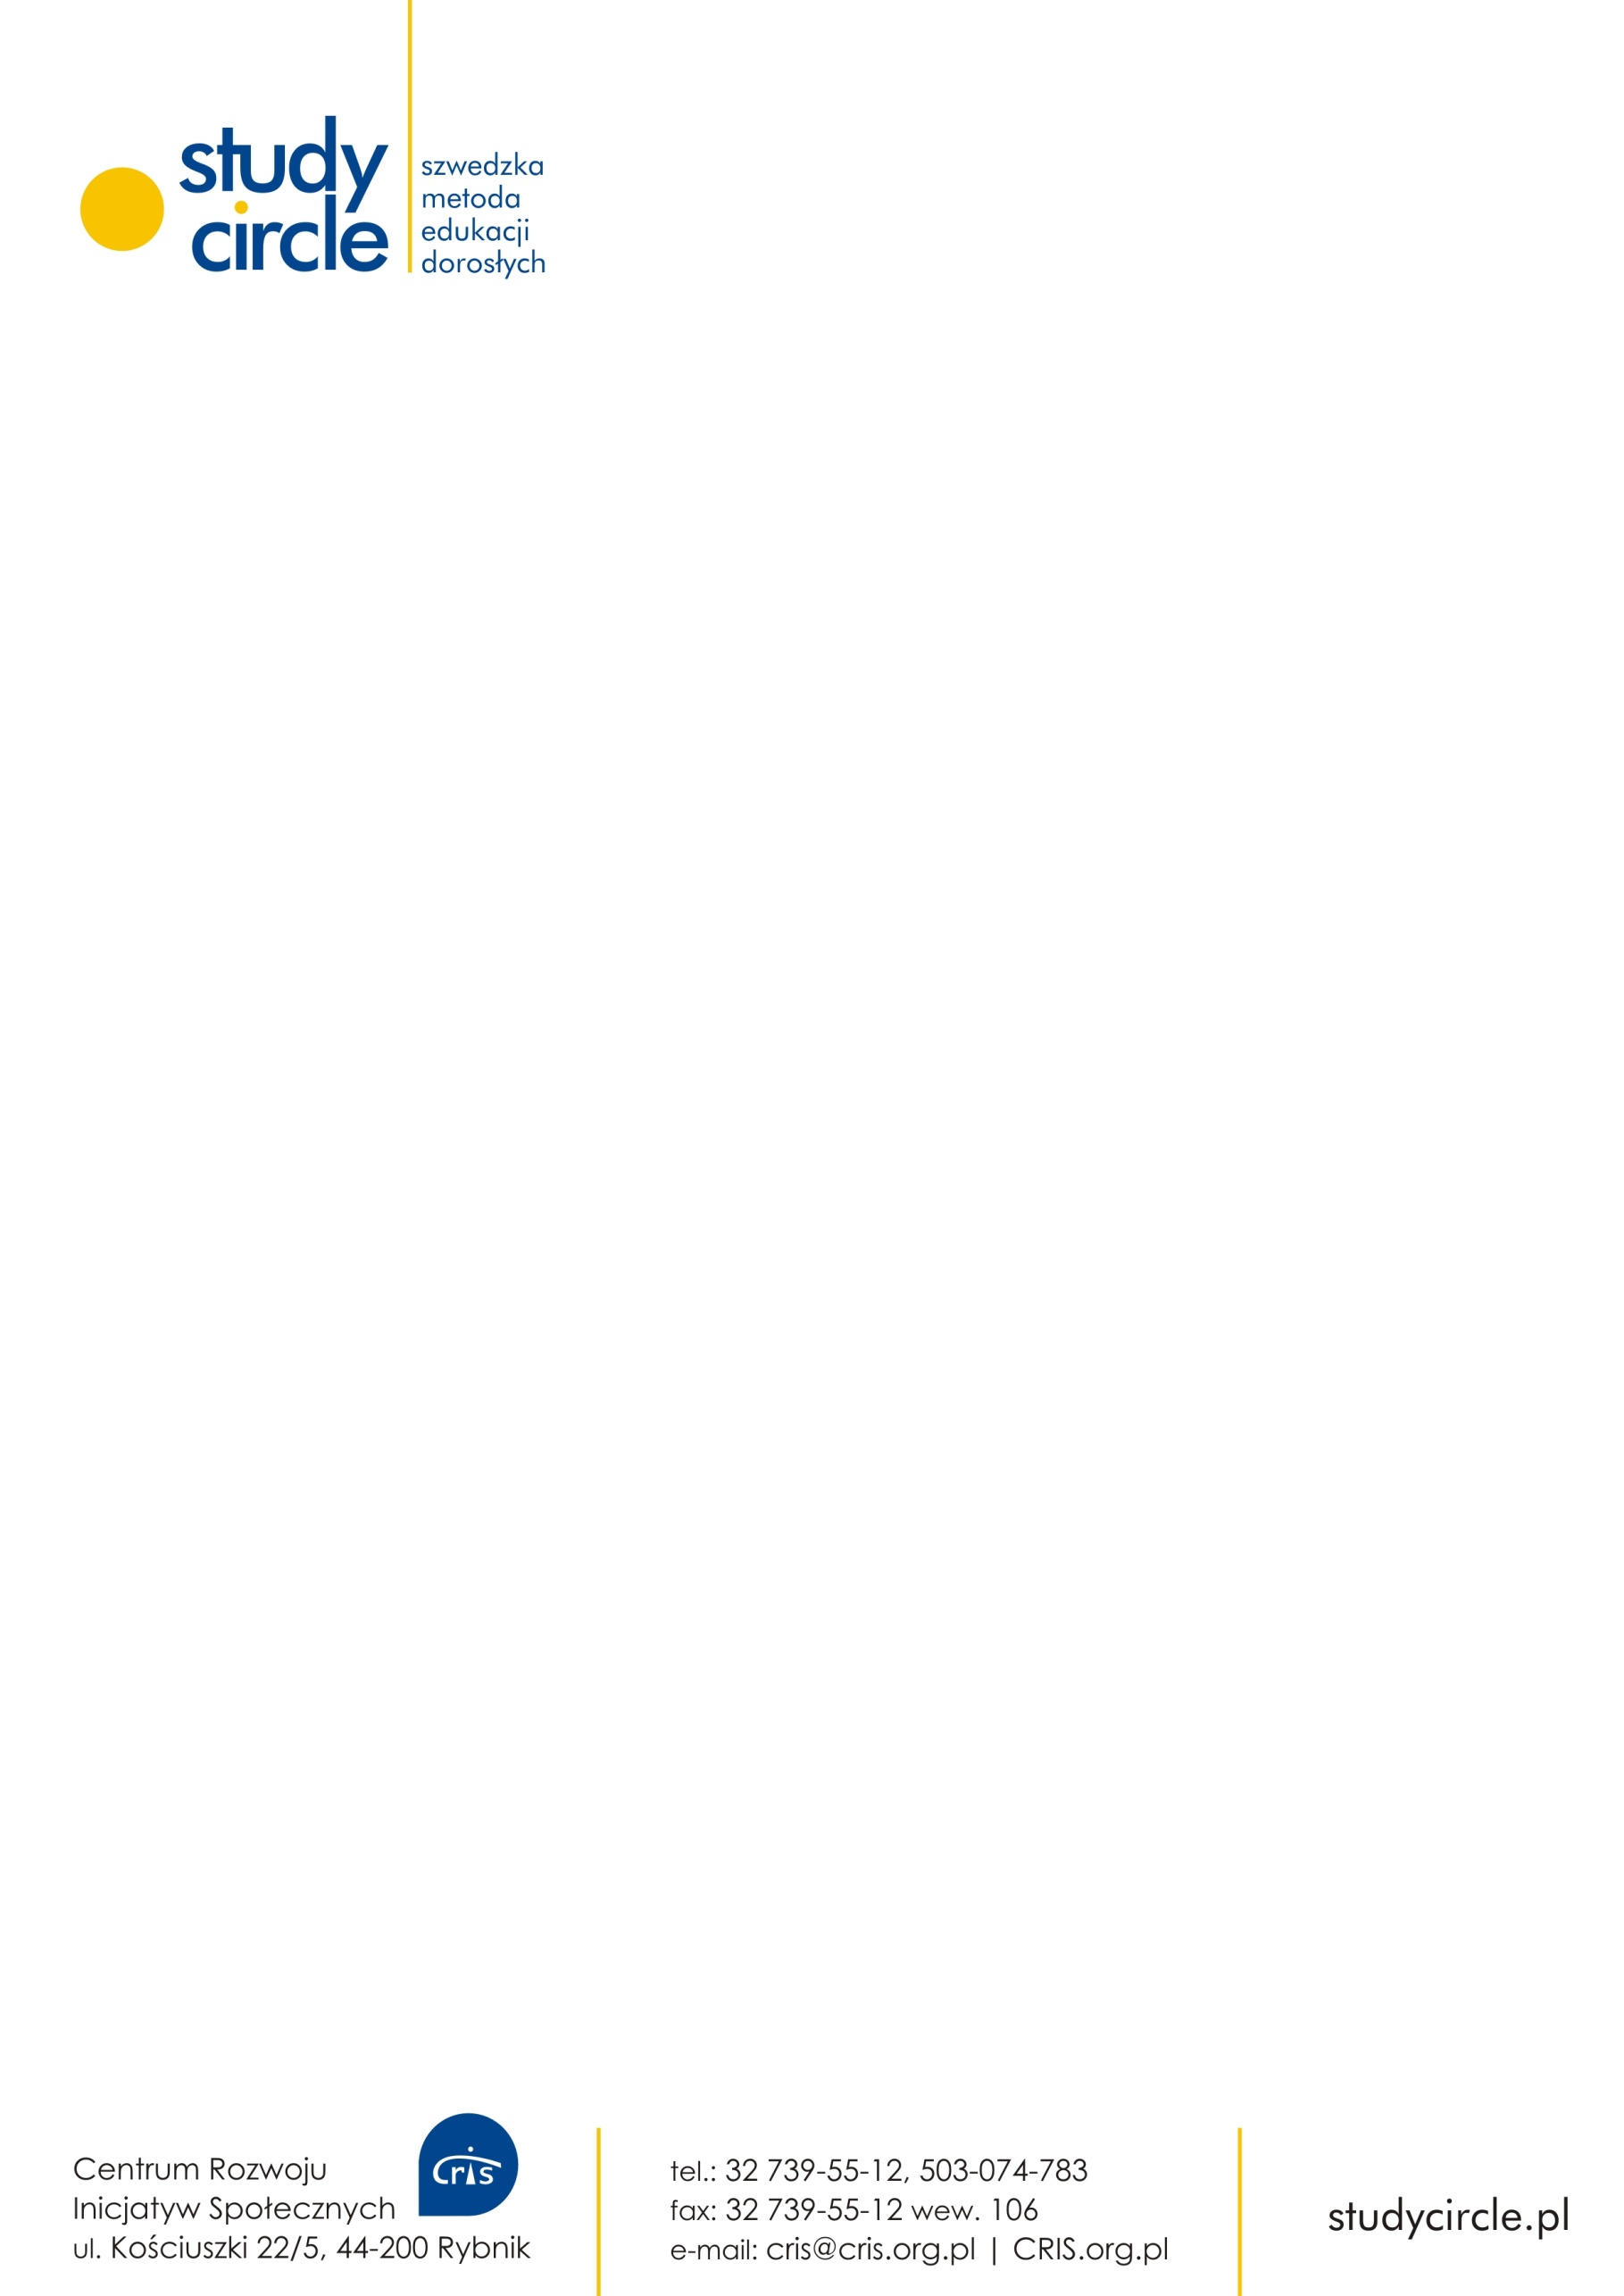 study
circle
szwedzka
metoda
edukacji
dorosłych
Centrum Rozwoju
Inicjatyw Społecznych
ul. Kościuszki 22/5, 44-200 Rybnik
cris
tel.: 32 739-55-12, 503-074-783
fax: 32 739-55-12 wew. 106
e-mail: cris@cris.org.pl | CRIS.org.pl
studycircle.pl